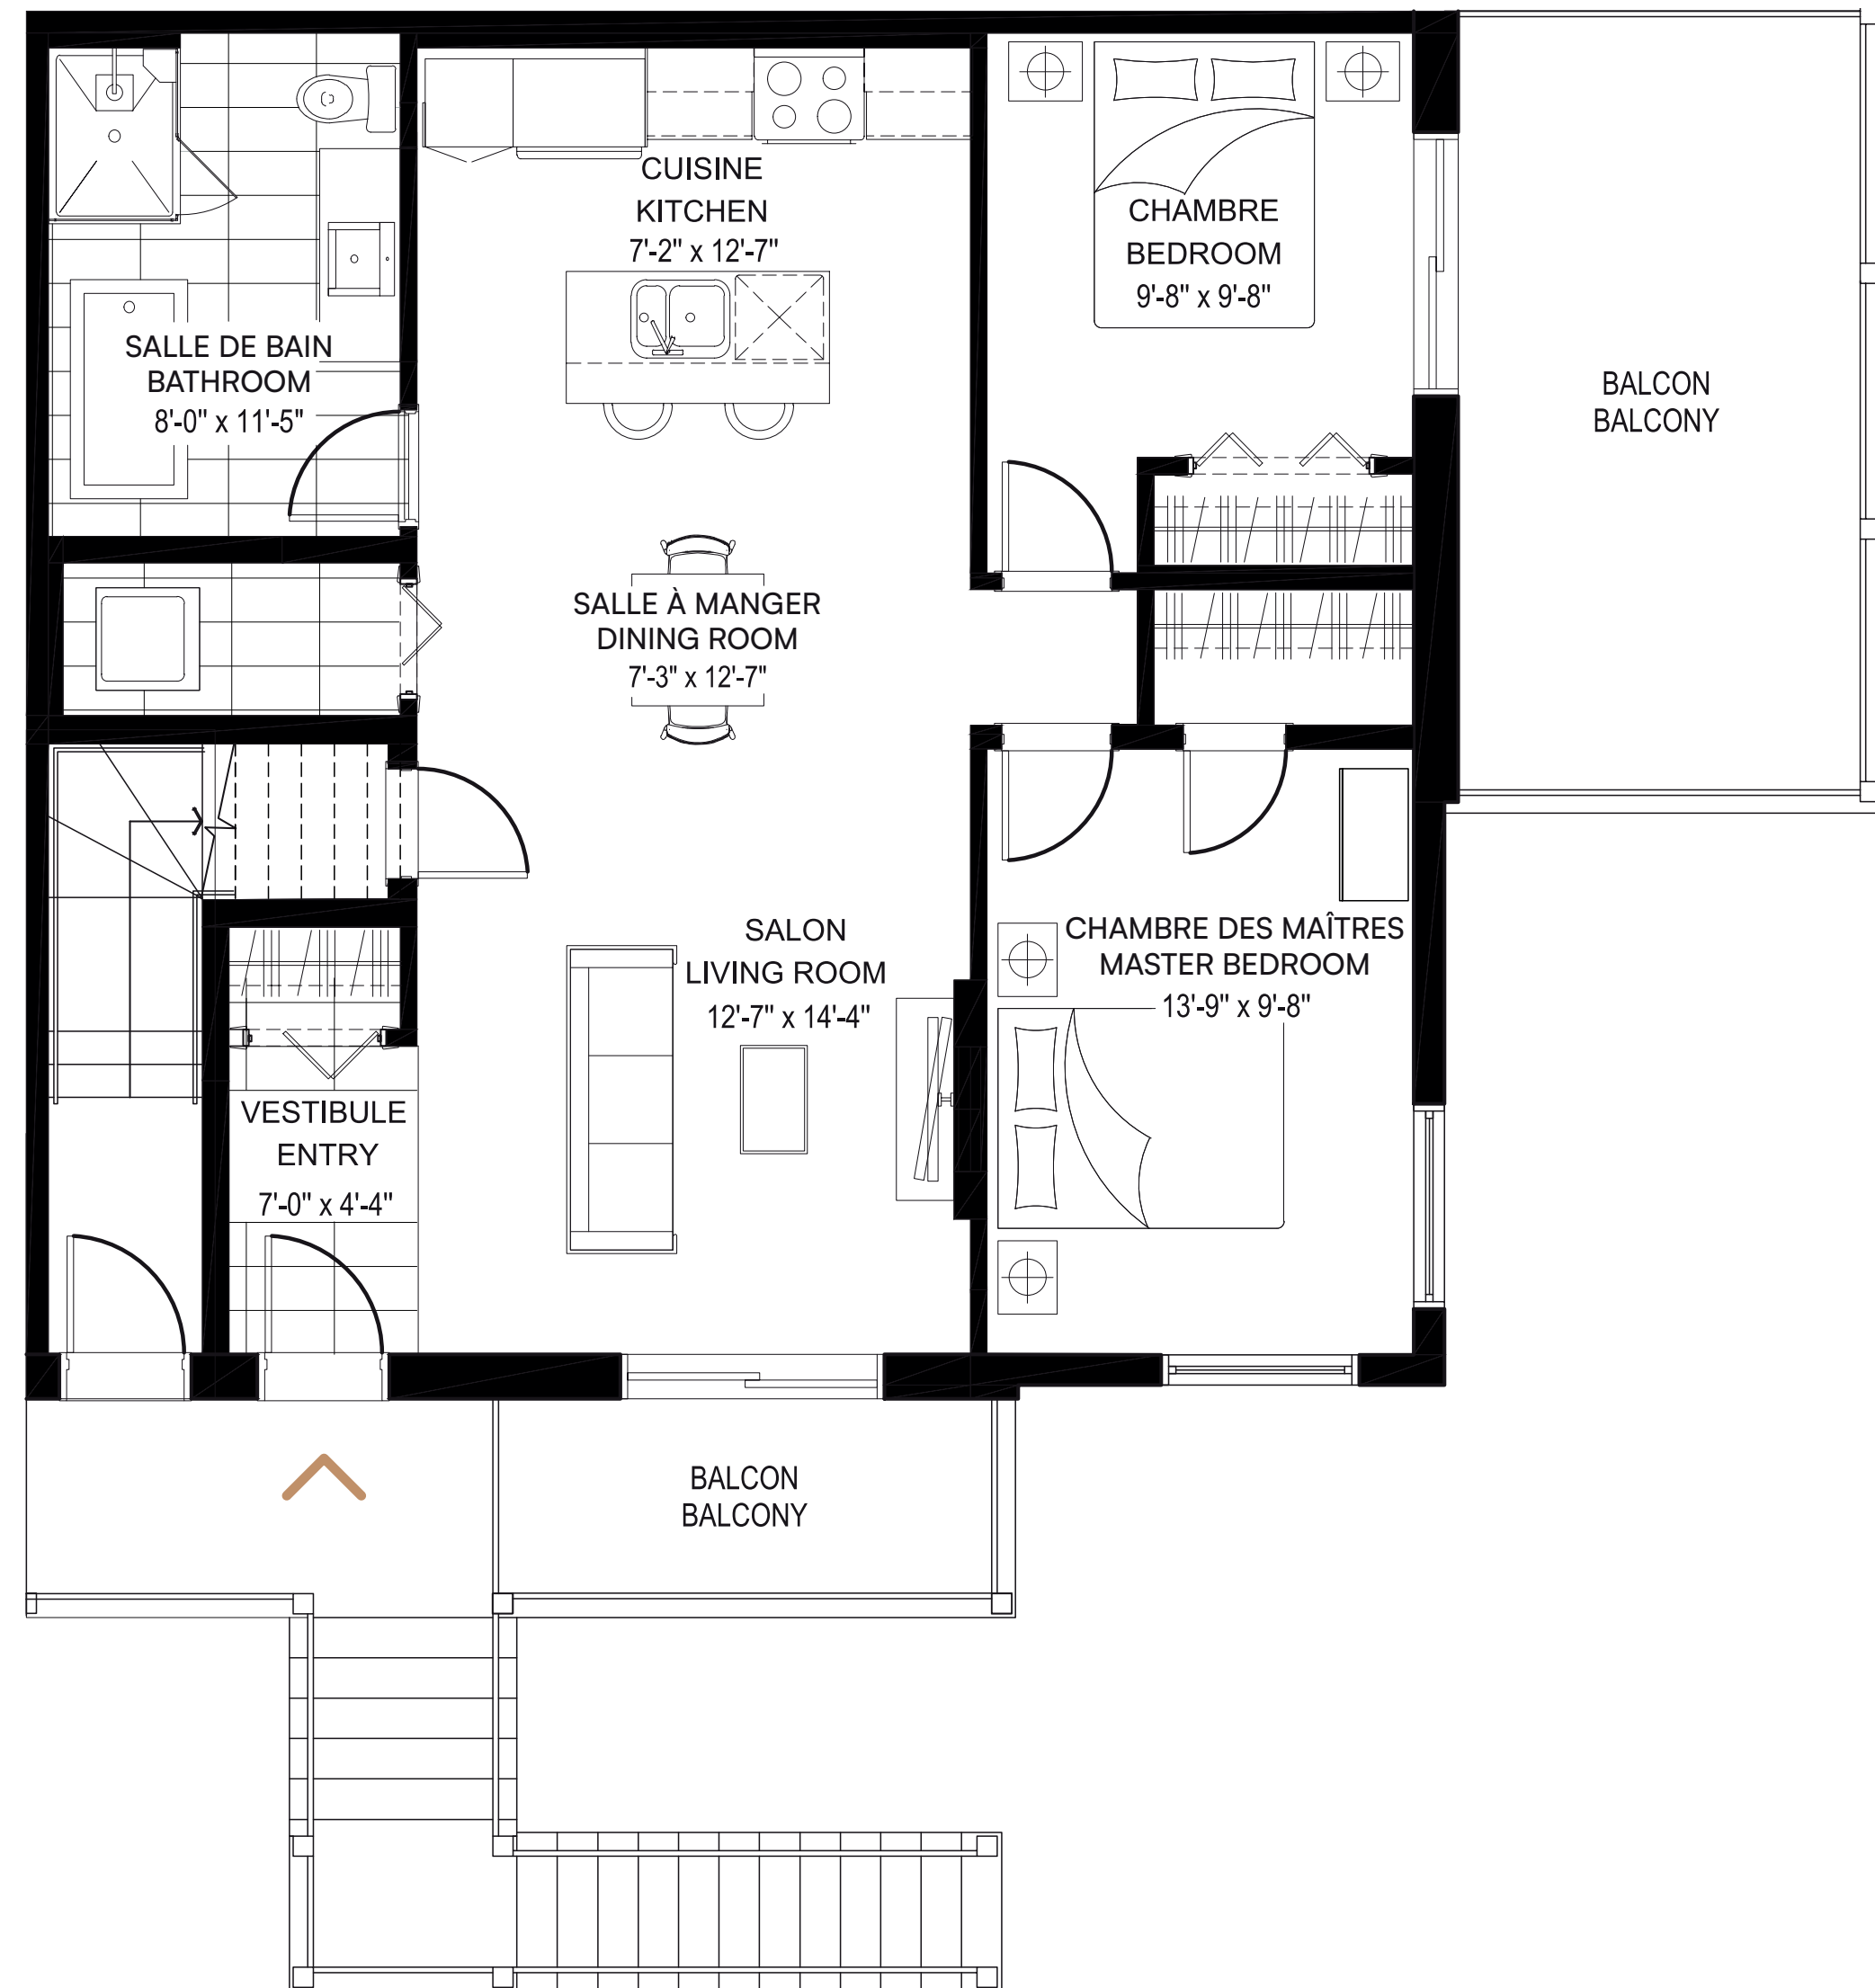 CUISINE
KITCHEN
7'-2" x 12'-7"
CHAMBRE
BEDROOM
9'-8" x 9'-8"
SALLE DE BAIN
BATHROOM
8'-0" x 11'-5"
BALCON
BALCONY
SALLE À MANGER
DINING ROOM
7'-3" x 12'-7"
SALON
LIVING ROOM
12'-7" x 14'-4"
CHAMBRE DES MAÎTRES
MASTER BEDROOM
13'-9" x 9'-8"
VESTIBULE
ENTRY
7'-0" x 4'-4"
BALCON
BALCONY